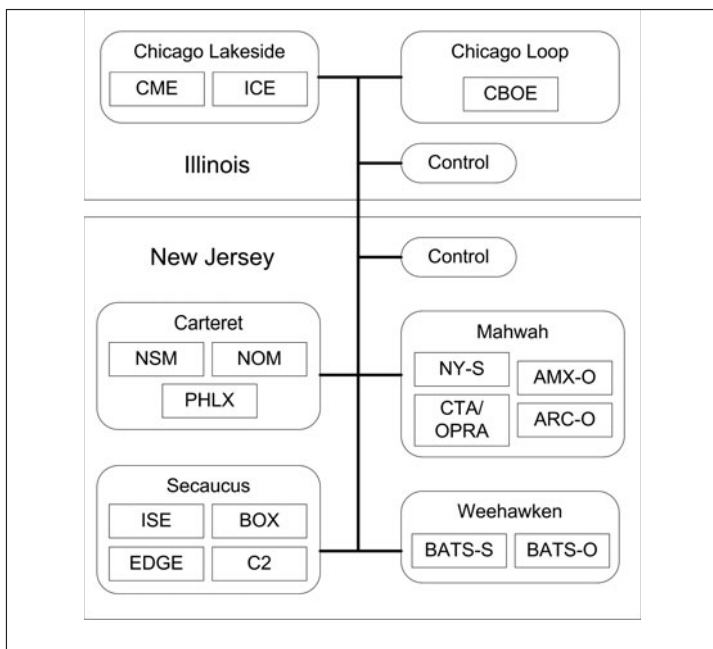 Chicago Lakeside
CME
ICE
Chicago Loop
CBOE
Illinois
Control
New Jersey
Control
Carteret
NSM
NOM
PHLX
Mahwah
NY-S
AMX-O
CTA/
OPRA
ARC-O
Secaucus
ISE
BOX
EDGE
C2
Weehawken
BATS-S
BATS-O